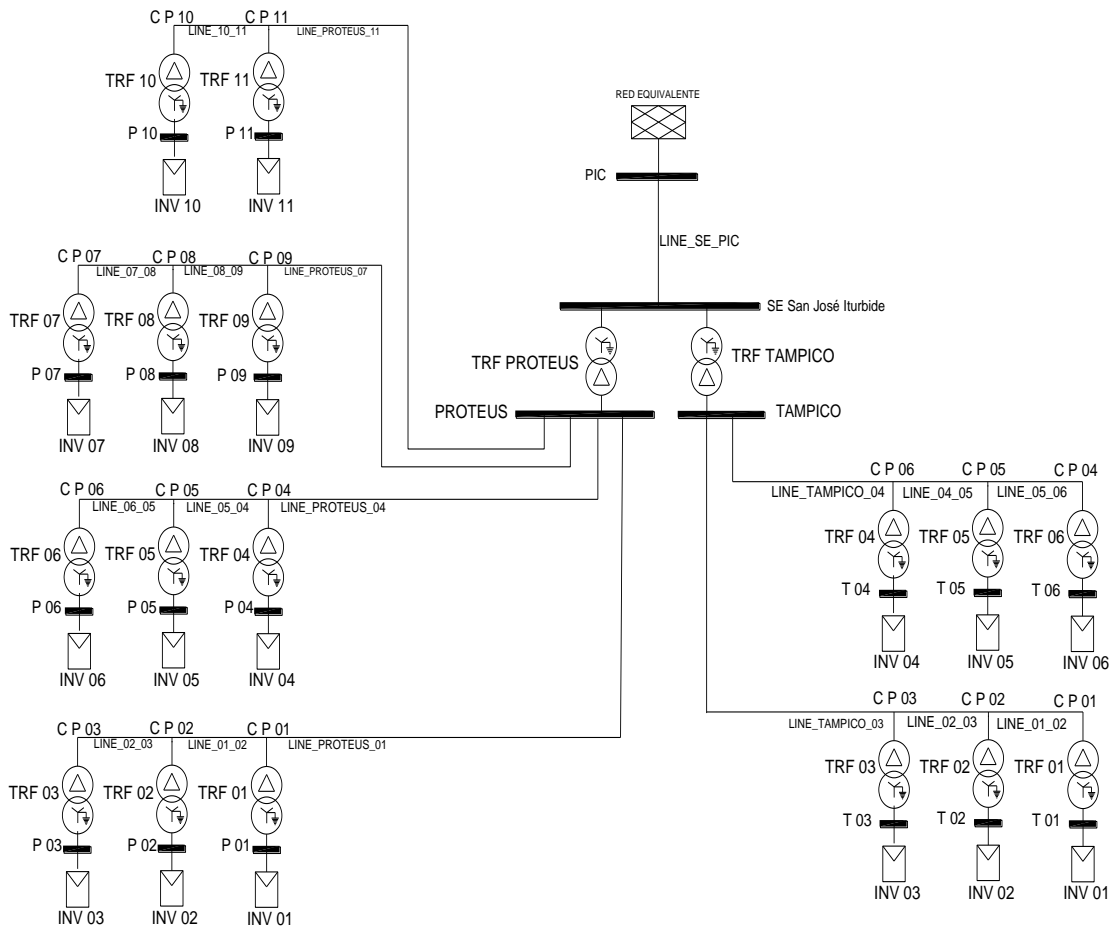 C P 10 C P 11
LINE_10_11 LINE_PROTEUS_11
TRF 10 TRF 11
P 10 P 11
INV 10 INV 11
RED EQUIVALENTE
PIC
LINE_SE_PIC
SE San José Iturbide
TRF PROTEUS TRF TAMPICO
PROTEUS TAMPICO
C P 07 C P 08 C P 09
LINE_07_08 LINE_08_09 LINE_PROTEUS_07
TRF 07 TRF 08 TRF 09
P 07 P 08 P 09
INV 07 INV 08 INV 09
C P 06 C P 05 C P 04
LINE_06_05 LINE_05_04 LINE_PROTEUS_04
TRF 06 TRF 05 TRF 04
P 06 P 05 P 04
INV 06 INV 05 INV 04
C P 06 C P 05 C P 04
LINE_TAMPICO_04 LINE_04_05 LINE_05_06
TRF 04 TRF 05 TRF 06
T 04 T 05 T 06
INV 04 INV 05 INV 06
C P 03 C P 02 C P 01
LINE_02_03 LINE_01_02 LINE_PROTEUS_01
TRF 03 TRF 02 TRF 01
P 03 P 02 P 01
INV 03 INV 02 INV 01
C P 03 C P 02 C P 01
LINE_TAMPICO_03 LINE_02_03 LINE_01_02
TRF 03 TRF 02 TRF 01
T 03 T 02 T 01
INV 03 INV 02 INV 01